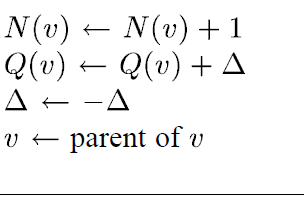 N(v) ← N(v) + 1
Q(v) ← Q(v) + Δ
Δ ← −Δ
v ← parent of v